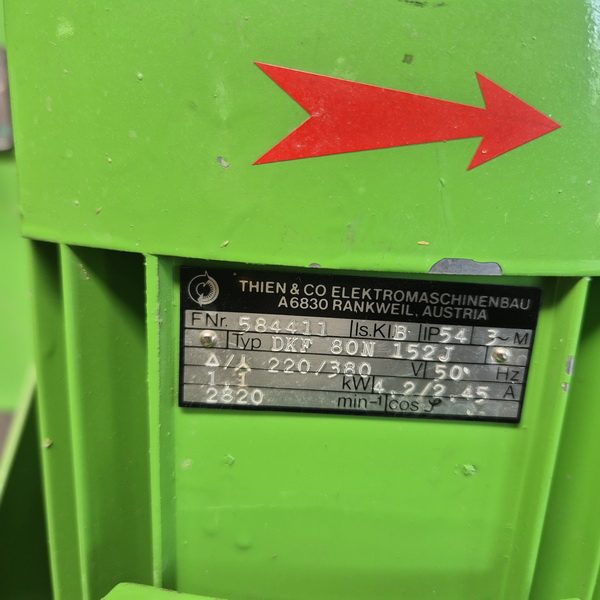 THIEN & CO ELEKTROMASCHINENBAU
A6830 RANKWEIL, AUSTRIA
F Nr. 584411 Is.Kl B IP54 3~M
Typ DKF 80N 152J
△/⅄ 220/380 V 50 Hz
1,1 kW 4.2/2.45 A
2820 min⁻¹ cos φ